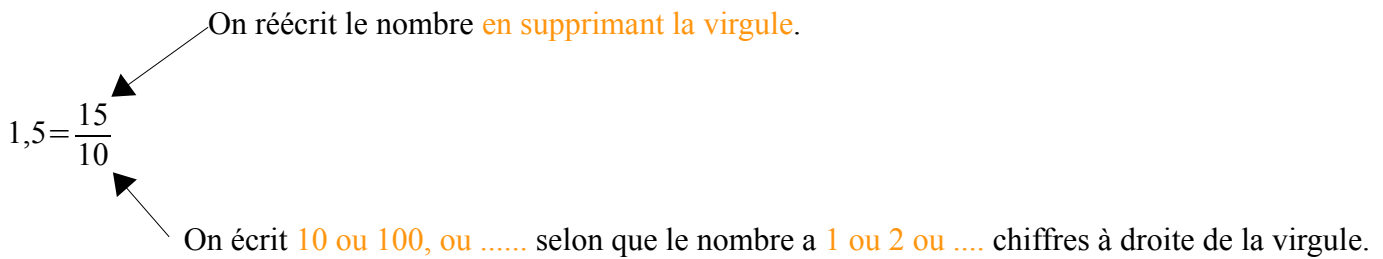 On réécrit le nombre en supprimant la virgule.
1,5=15/10
On écrit 10 ou 100, ou ...... selon que le nombre a 1 ou 2 ou .... chiffres à droite de la virgule.